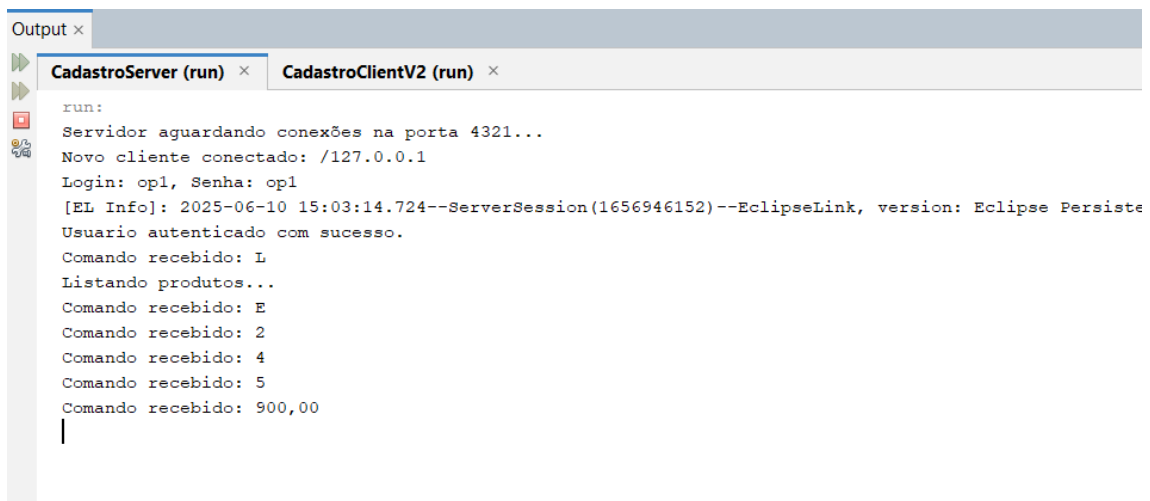 Output ×
CadastroServer (run) × CadastroClientV2 (run) ×
run:
Servidor aguardando conexões na porta 4321...
Novo cliente conectado: /127.0.0.1
Login: op1, Senha: op1
[EL Info]: 2025-06-10 15:03:14.724--ServerSession(1656946152)--EclipseLink, version: Eclipse Persiste
Usuario autenticado com sucesso.
Comando recebido: L
Listando produtos...
Comando recebido: E
Comando recebido: 2
Comando recebido: 4
Comando recebido: 5
Comando recebido: 900,00